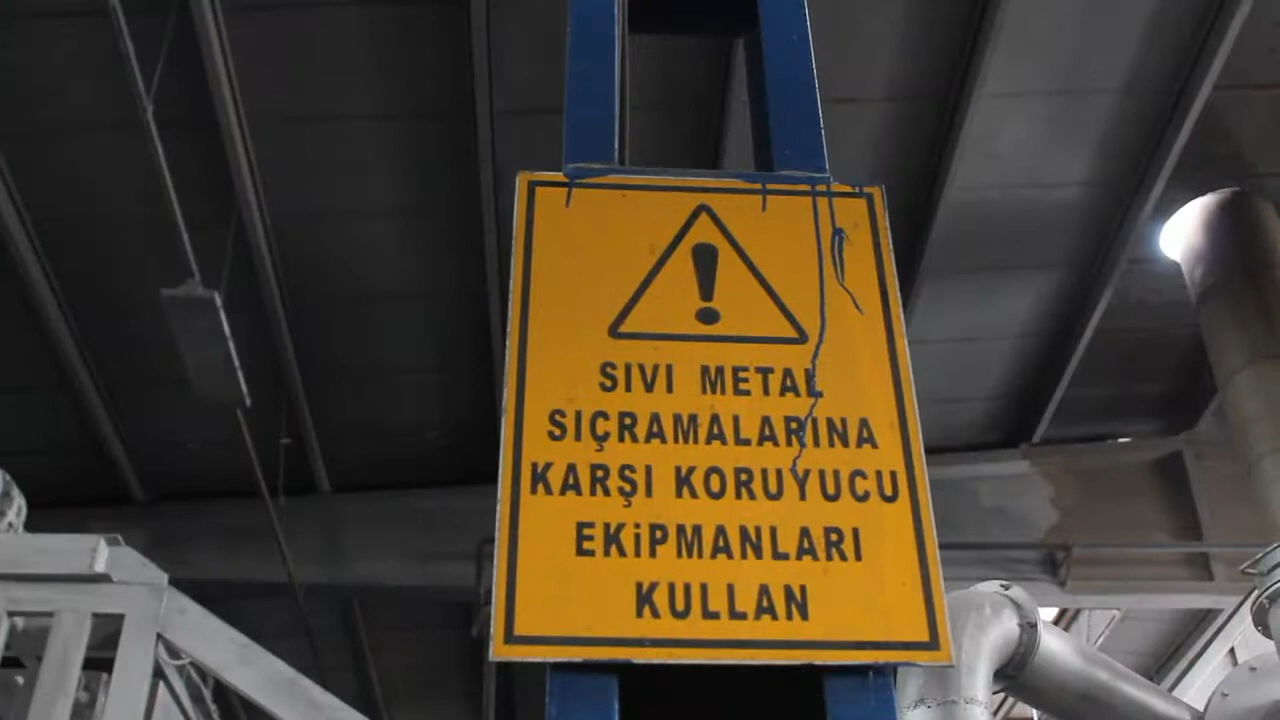 SIVI METAL
SIÇRAMALARINA
KARŞI KORUYUCU
EKiPMANLARI
KULLAN